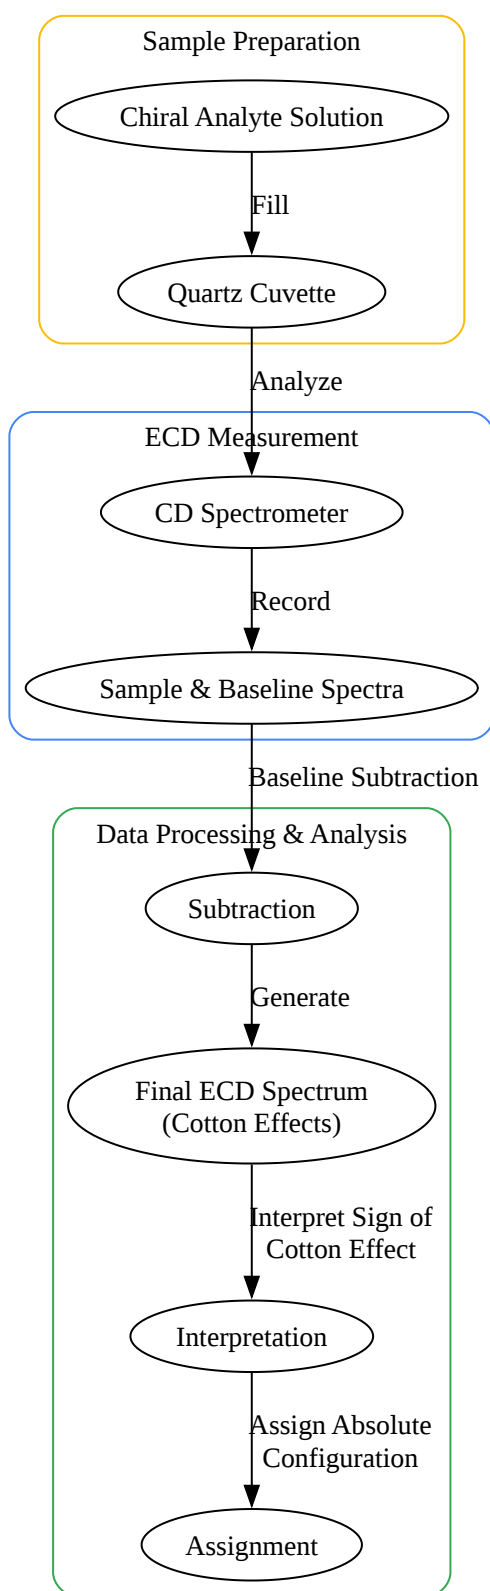 Sample Preparation
Chiral Analyte Solution
Fill
Quartz Cuvette
Analyze
ECD Measurement
CD Spectrometer
Record
Sample & Baseline Spectra
Baseline Subtraction
Data Processing & Analysis
Subtraction
Generate
Final ECD Spectrum
(Cotton Effects)
Interpret Sign of
Cotton Effect
Interpretation
Assign Absolute
Configuration
Assignment